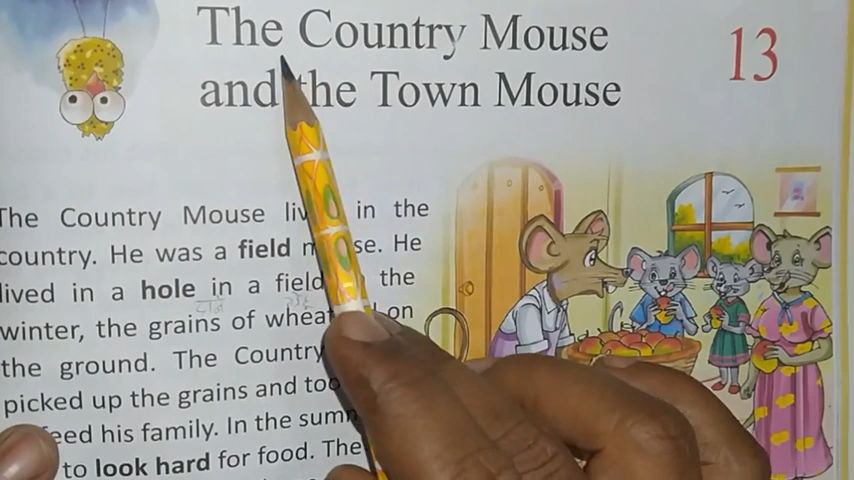 The Country Mouse
and the Town Mouse
13
The Country Mouse in the
country. He was a field He
lived in a hole in a field the
winter, the grains of on
the ground. The Country
picked up the grains and
feed his family. In the
to look hard for food. The